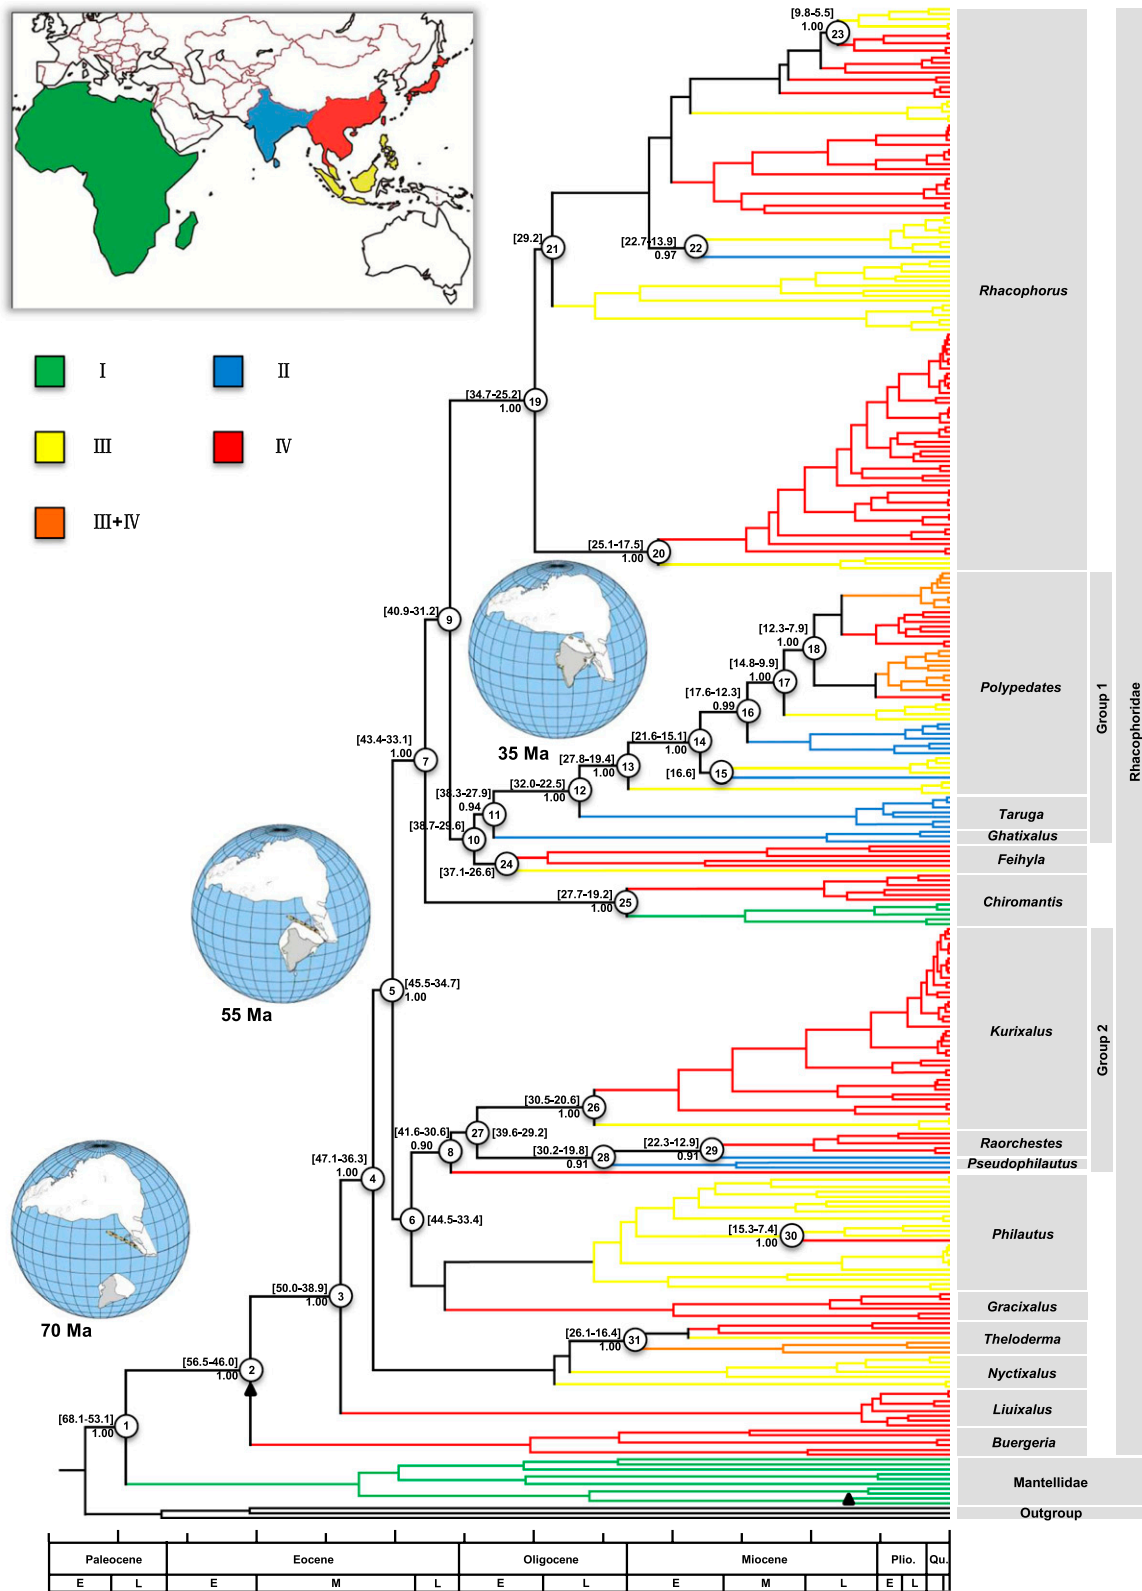 I
II
III
IV
III+IV
[9.8-5.5]
1.00
23
[29.2]
21
[22.7-13.9]
0.97
22
Rhacophorus
[34.7-25.2]
1.00
19
[25.1-17.5]
1.00
20
[40.9-31.2]
9
35 Ma
[12.3-7.9]
1.00
18
[14.8-9.9]
1.00
17
[17.6-12.3]
0.99
16
Polypedates
[21.6-15.1]
1.00
14
[16.6]
15
[27.8-19.4]
1.00
13
[43.4-33.1]
1.00
7
[32.0-22.5]
1.00
12
[38.3-27.9]
0.94
11
[38.7-29.6]
10
[37.1-26.6]
24
Taruga
Ghatixalus
Feihyla
Group 1
Rhacophoridae
[27.7-19.2]
1.00
25
Chiromantis
55 Ma
[45.5-34.7]
1.00
5
Kurixalus
Group 2
[30.5-20.6]
1.00
26
[41.6-30.6]
0.90
8
27
[39.6-29.2]
[30.2-19.8]
0.91
28
[22.3-12.9]
0.91
29
Raorchestes
Pseudophilautus
[47.1-36.3]
1.00
4
6
[44.5-33.4]
[15.3-7.4]
1.00
30
Philautus
70 Ma
[50.0-38.9]
1.00
3
Gracixalus
[26.1-16.4]
1.00
31
Theloderma
[56.5-46.0]
1.00
2
Nyctixalus
Liuixalus
[68.1-53.1]
1.00
1
Buergeria
Mantellidae
Outgroup
Paleocene Eocene Oligocene Miocene Plio. Qu.
E L E M L E L E M L E L